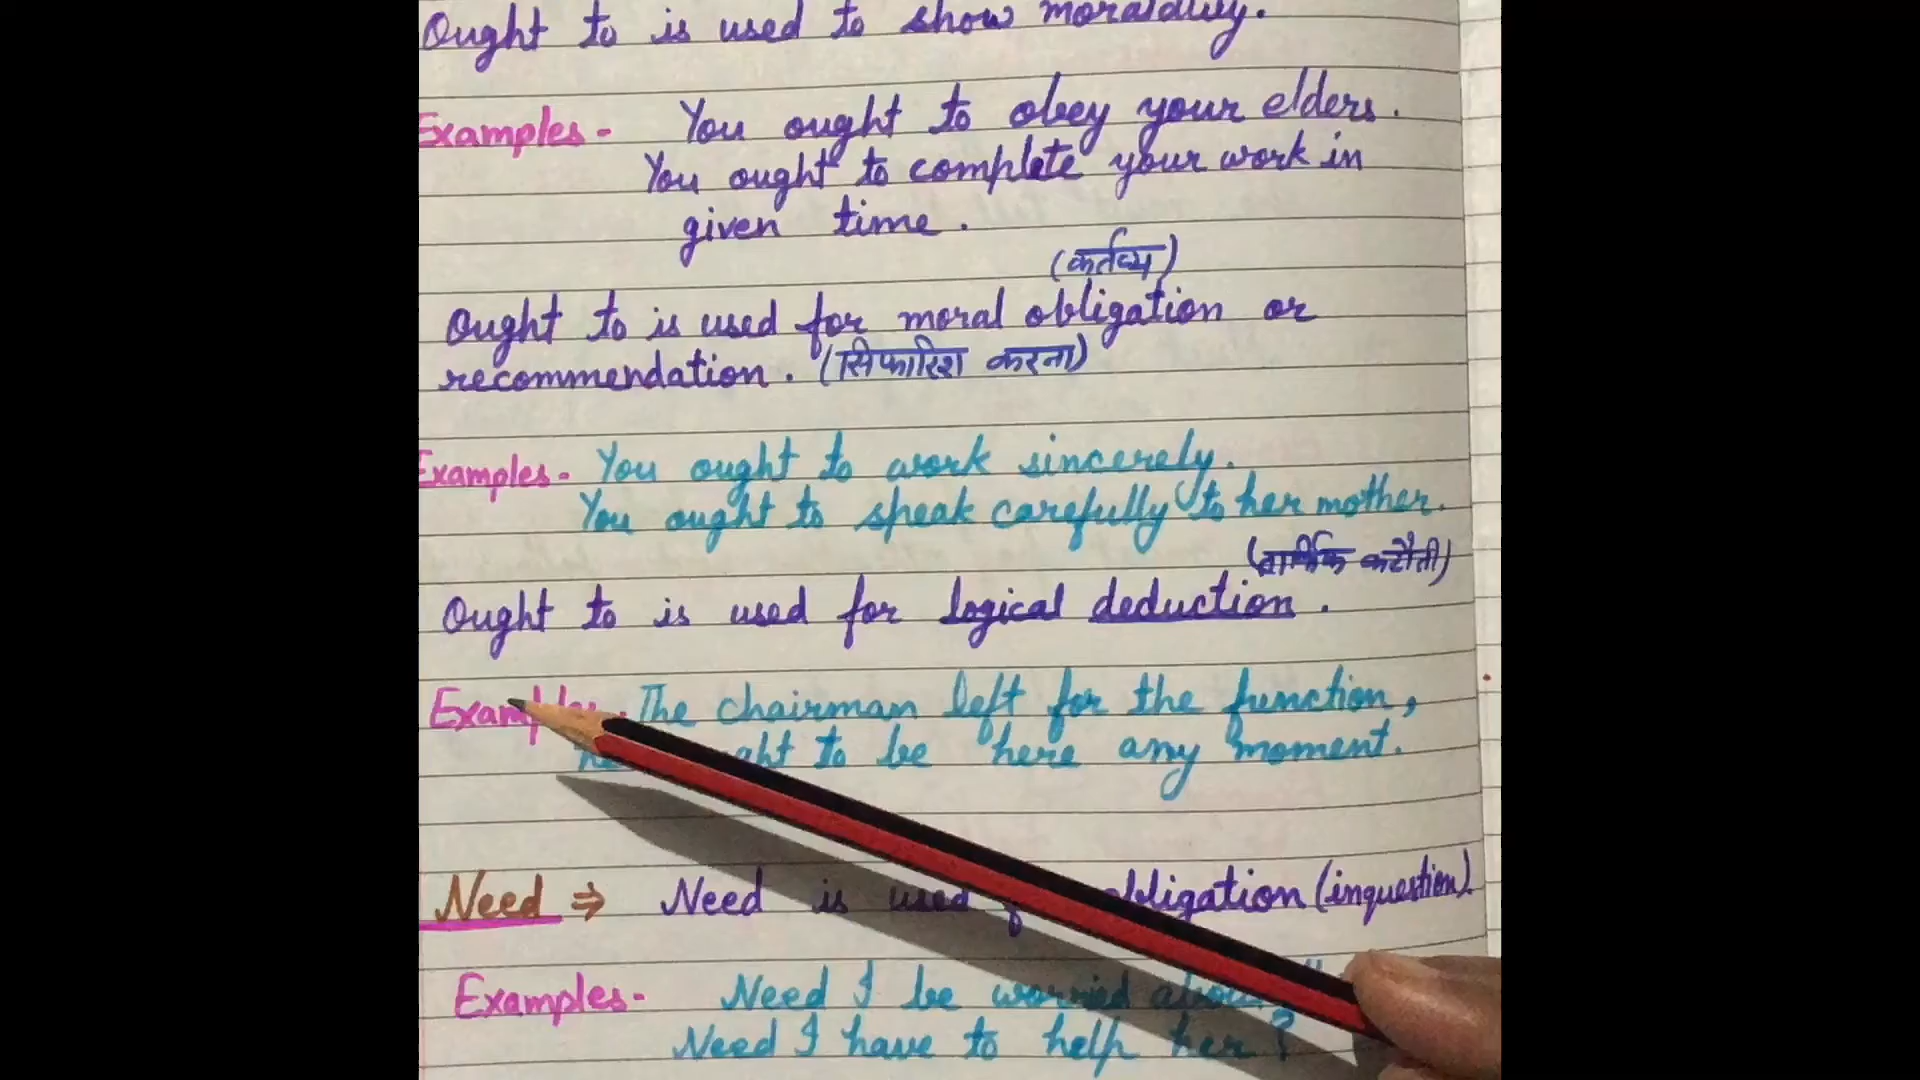 Ought to is used to show moralduty.
Examples - You ought to obey your elders.
You ought to complete your work in
given time.
(कर्तव्य)
Ought to is used for moral obligation or
recommendation. (सिफारिश करना)
Examples - You ought to work sincerely.
You ought to speak carefully to her mother.
(तार्किक कटौती)
Ought to is used for logical deduction.
Examples. The chairman left for the function,
to be here any moment.
Need ⇒ Need is used obligation (inquestion).
Examples - Need I be worried about
Need I have to help her?